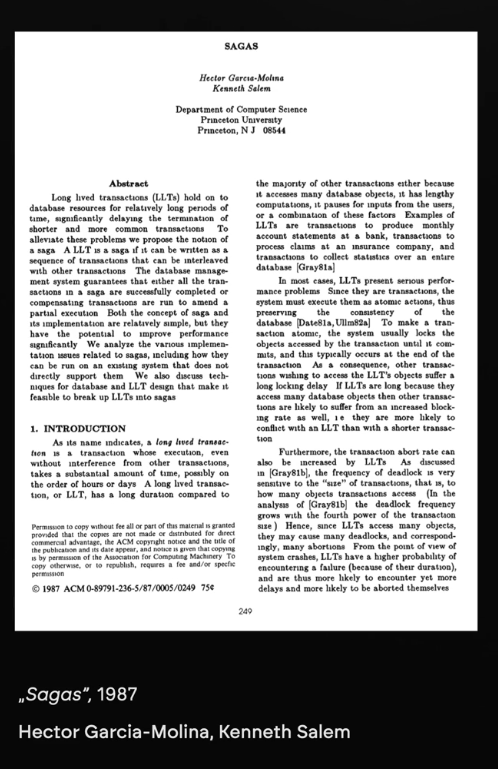 SAGAS
Hector Garcia-Molina
Kenneth Salem
Department of Computer Science
Princeton University
Princeton, N J 08544
Abstract
Long lived transactions (LLTs) hold on to
database resources for relatively long periods of
time, significantly delaying the termination of
shorter and more common transactions To
alleviate these problems we propose the notion of
a saga A LLT is a saga if it can be written as a
sequence of transactions that can be interleaved
with other transactions The database manage-
ment system guarantees that either all the tran-
sactions in a saga are successfully completed or
compensating transactions are run to amend a
partial execution Both the concept of saga and
its implementation are relatively simple, but they
have the potential to improve performance
significantly We analyze the various implemen-
tation issues related to sagas, including how they
can be run on an existing system that does not
directly support them We also discuss tech-
niques for database and LLT design that make it
feasible to break up LLTs into sagas
1. INTRODUCTION
As its name indicates, a long lived transac-
tion is a transaction whose execution, even
without interference from other transactions,
takes a substantial amount of time, possibly on
the order of hours or days A long lived transac-
tion, or LLT, has a long duration compared to
Permission to copy without fee all or part of this material is granted
provided that the copies are not made or distributed for direct
commercial advantage, the ACM copyright notice and the title of
the publication and its date appear, and notice is given that copying
is by permission of the Association for Computing Machinery To
copy otherwise, or to republish, requires a fee and/or specfic
permission
© 1987 ACM 0-89791-236-5/87/0005/0249 75¢
the majority of other transactions either because
it accesses many database objects, it has lengthy
computations, it pauses for inputs from the users,
or a combination of these factors Examples of
LLTs are transactions to produce monthly
account statements at a bank, transactions to
process claims at an insurance company, and
transactions to collect statistics over an entire
database [Gray81a]
In most cases, LLTs present serious perfor-
mance problems Since they are transactions, the
system must execute them as atomic actions, thus
preserving the consistency of the
database [Date81a,Ullm82a] To make a tran-
saction atomic, the system usually locks the
objects accessed by the transaction until it com-
mits, and this typically occurs at the end of the
transaction As a consequence, other transac-
tions wishing to access the LLT's objects suffer a
long locking delay If LLTs are long because they
access many database objects then other transac-
tions are likely to suffer from an increased block-
ing rate as well, i e they are more likely to
conflict with an LLT than with a shorter transac-
tion
Furthermore, the transaction abort rate can
also be increased by LLTs As discussed
in [Gray81b], the frequency of deadlock is very
sensitive to the "size" of transactions, that is, to
how many objects transactions access (In the
analysis of [Gray81b] the deadlock frequency
grows with the fourth power of the transaction
size ) Hence, since LLTs access many objects,
they may cause many deadlocks, and correspond-
ingly, many abortions From the point of view of
system crashes, LLTs have a higher probability of
encountering a failure (because of their duration),
and are thus more likely to encounter yet more
delays and more likely to be aborted themselves
249
„Sagas”, 1987
Hector Garcia-Molina, Kenneth Salem